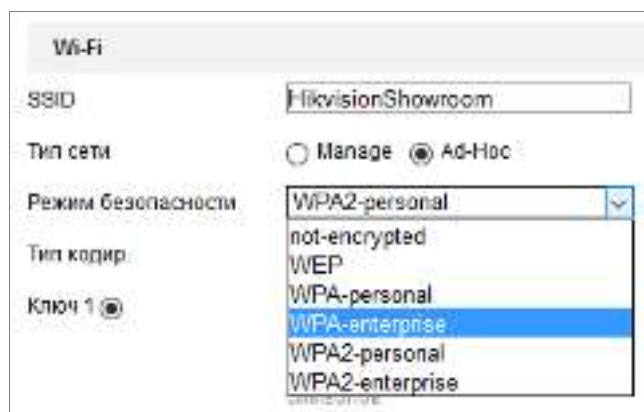 Wi-Fi
SSID HikvisionShowroom
Тип сети Manage Ad-Hoc
Режим безопасности WPA2-personal
not-encrypted
Тип кодир. WEP
WPA-personal
Ключ 1 WPA-enterprise
WPA2-personal
WPA2-enterprise